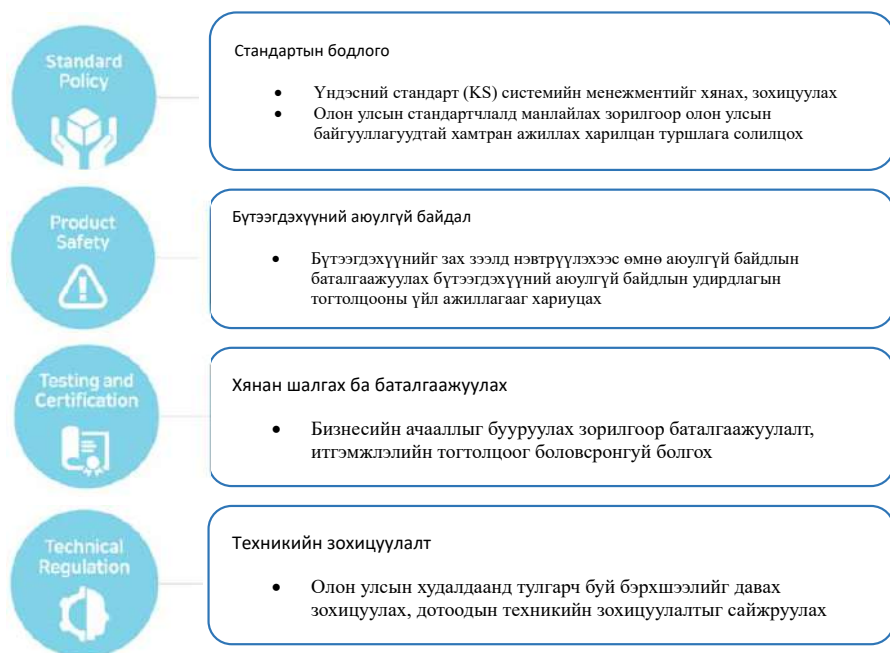 Standard
Policy
Стандартын бодлого
• Үндэсний стандарт (KS) системийн менежментийг хянах, зохицуулах
• Олон улсын стандартчлалд манлайлах зорилгоор олон улсын
байгууллагуудтай хамтран ажиллах харилцан туршлага солилцох
Product
Safety
Бүтээгдэхүүний аюулгүй байдал
• Бүтээгдэхүүнийг зах зээлд нэвтрүүлэхээс өмнө аюулгүй байдлын
баталгаажуулах бүтээгдэхүүний аюулгүй байдлын удирдлагын
тогтолцооны үйл ажиллагааг хариуцах
Testing and
Certification
Хянан шалгах ба баталгаажуулах
• Бизнесийн ачааллыг бууруулах зорилгоор баталгаажуулалт,
итгэмжлэлийн тогтолцоог боловсронгуй болгох
Technical
Regulation
Техникийн зохицуулалт
• Олон улсын худалдаанд тулгарч буй бэрхшээлийг давах
зохицуулах, дотоодын техникийн зохицуулалтыг сайжруулах